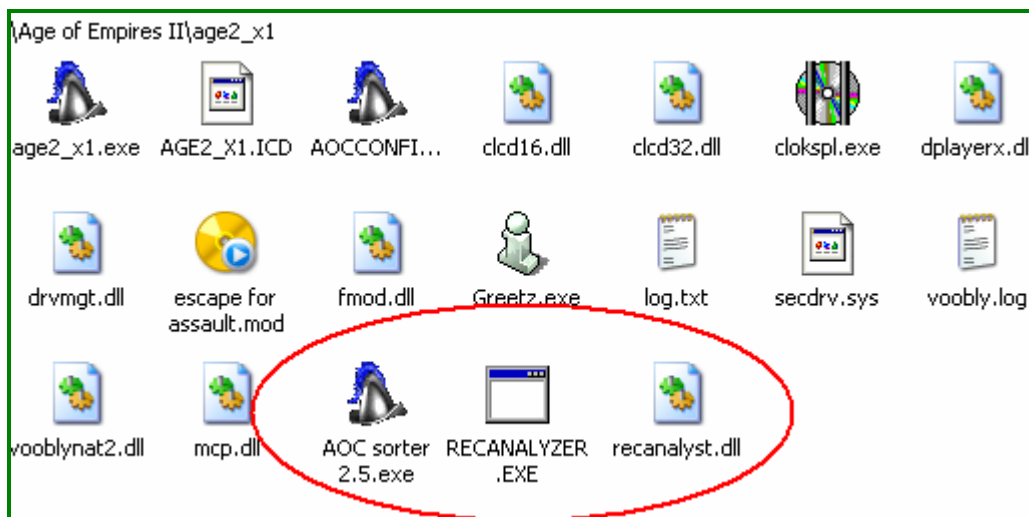 \Age of Empires II\age2_x1
age2_x1.exe AGE2_X1.ICD AOCCONFI... clcd16.dll clcd32.dll clokspl.exe dplayerx.dl
drvmgt.dll escape for fmod.dll Greetz.exe log.txt secdrv.sys voobly.log
assault.mod
vooblynat2.dll mcp.dll AOC sorter RECANALYZER recanalyst.dll
2.5.exe .EXE